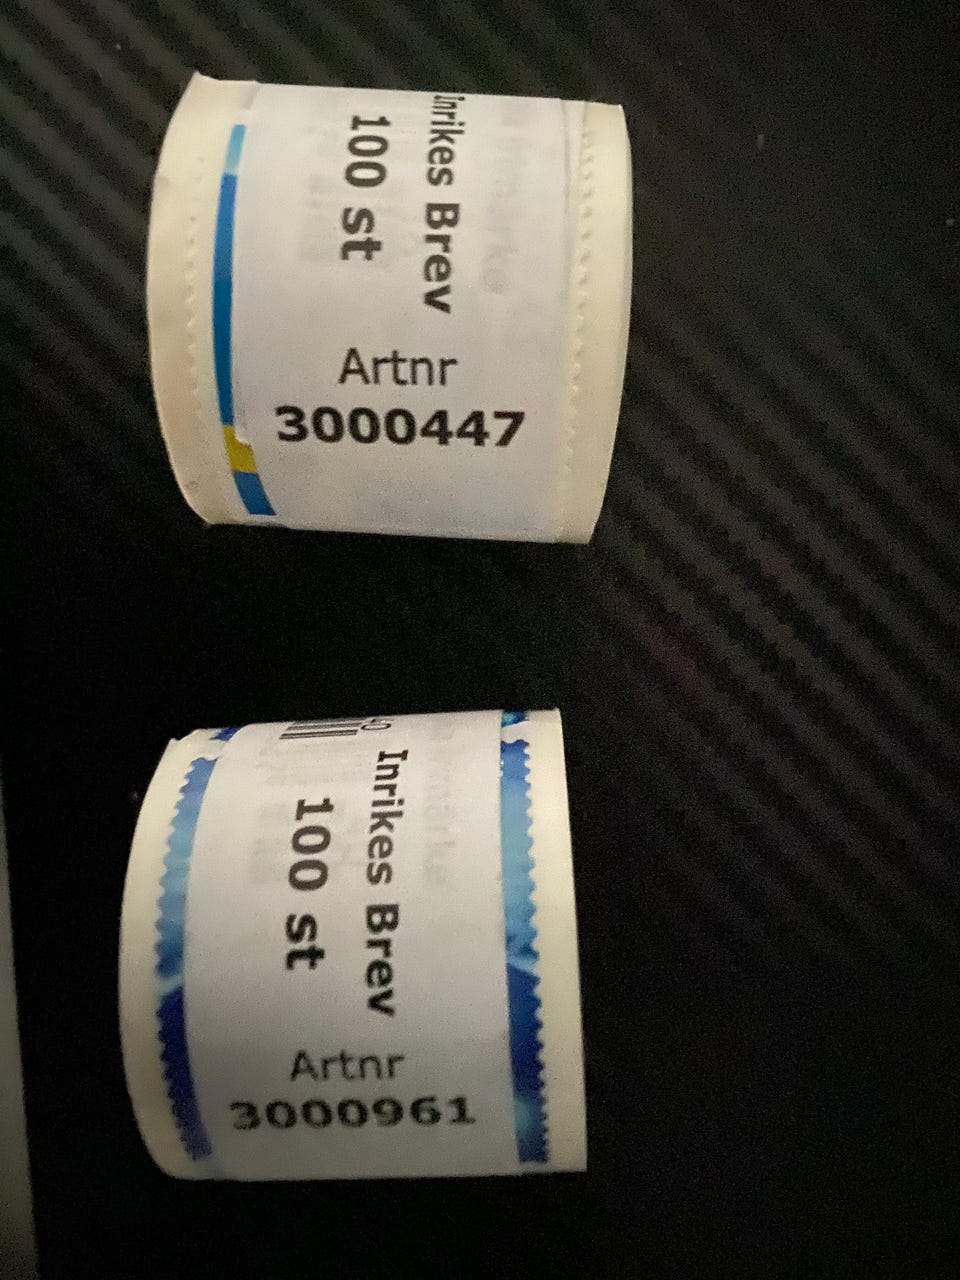 Inrikes Brev
100 st
Artnr
3000447
Inrikes Brev
100 st
Artnr
3000961